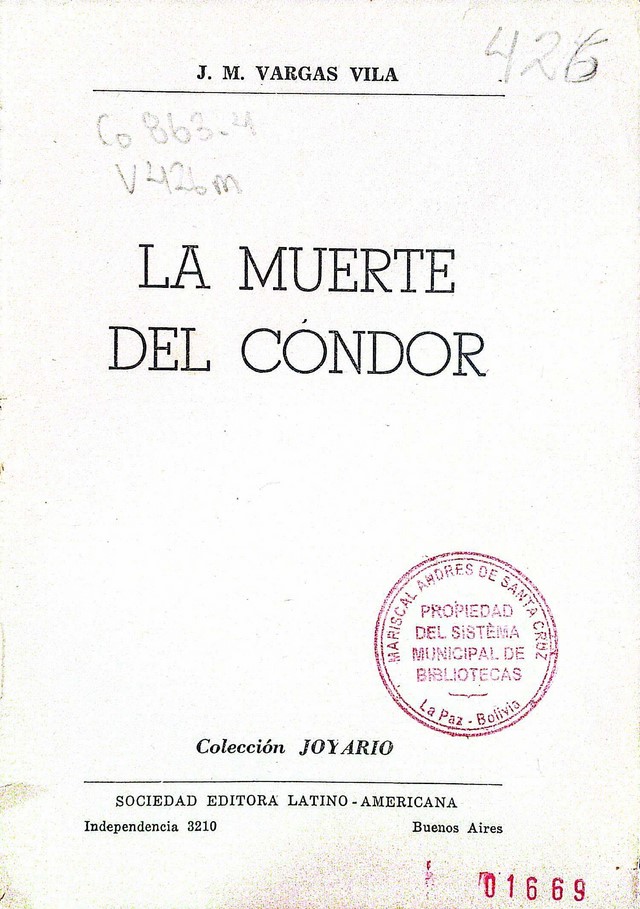 J. M. VARGAS VILA
426
Co 863-4
V426m
LA MUERTE
DEL CÓNDOR
MARISCAL ANDRES DE SANTA CRUZ
PROPIEDAD
DEL SISTEMA
MUNICIPAL DE
BIBLIOTECAS
La Paz - Bolivia
Colección JOYARIO
SOCIEDAD EDITORA LATINO-AMERICANA
Independencia 3210 Buenos Aires
01669